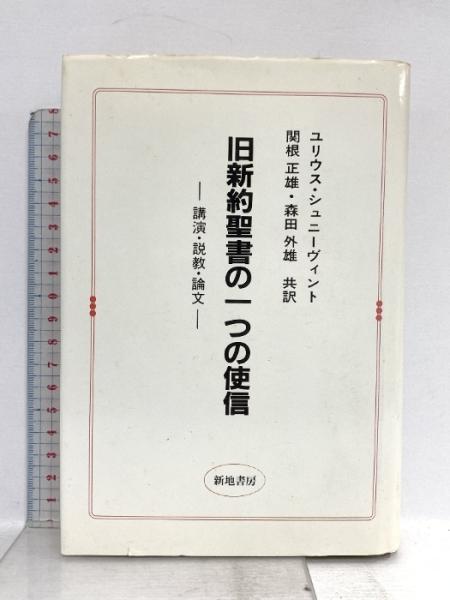 ユリウス・シュニーヴィント
関根 正雄・森田 外雄 共訳
旧新約聖書の一つの使信
―講演・説教・論文―
新地書房